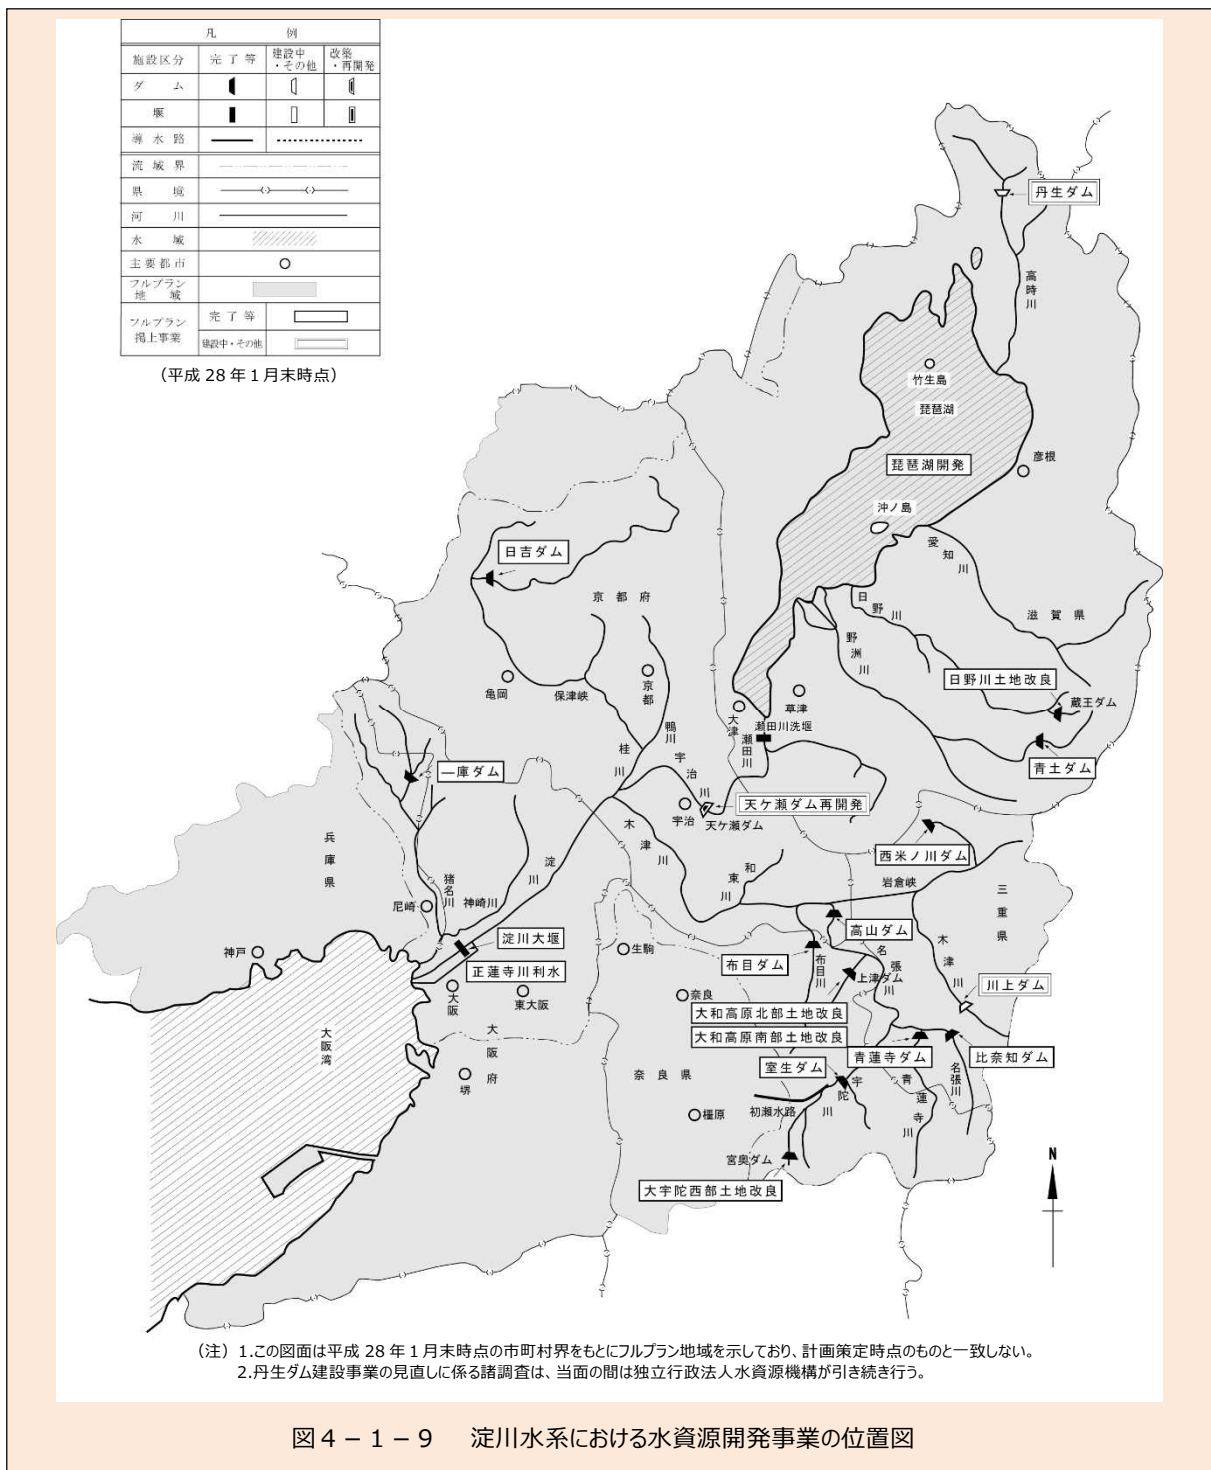 凡 例
施設区分 完了等 建設中・その他 改築・再開発
ダム
堰
導水路
流域界
県境
河川
水域
主要都市
フルプラン地域
フルプラン掲上事業 完了等
建設中・その他
(平成 28 年1月末時点)
丹生ダム
高時川
竹生島
琵琶湖
琵琶湖開発
彦根
沖ノ島
愛知川
日吉ダム
京都府
日野川
野洲川
滋賀県
日野川土地改良
蔵王ダム
亀岡
保津峡
京都
鴨川
桂川
大津
草津
瀬田川洗堰
瀬田川
青土ダム
一庫ダム
宇治川
宇治
天ケ瀬ダム再開発
天ケ瀬ダム
西米ノ川ダム
岩倉峡
兵庫県
木津川
和東川
三重県
淀川
猪名川
神崎川
尼崎
淀川大堰
正蓮寺川利水
神戸
生駒
高山ダム
布目ダム
布目川
名張川
上津ダム
木津川
川上ダム
大阪
東大阪
奈良
大和高原北部土地改良
大和高原南部土地改良
大阪湾
大阪府
堺
奈良県
室生ダム
青蓮寺ダム
比奈知ダム
初瀬水路
宇陀川
青蓮寺川
名張川
橿原
宮奥ダム
大宇陀西部土地改良
N
(注) 1.この図面は平成 28 年1月末時点の市町村界をもとにフルプラン地域を示しており、計画策定時点のものと一致しない。
2.丹生ダム建設事業の見直しに係る諸調査は、当面の間は独立行政法人水資源機構が引き続き行う。
図4-1-9 淀川水系における水資源開発事業の位置図